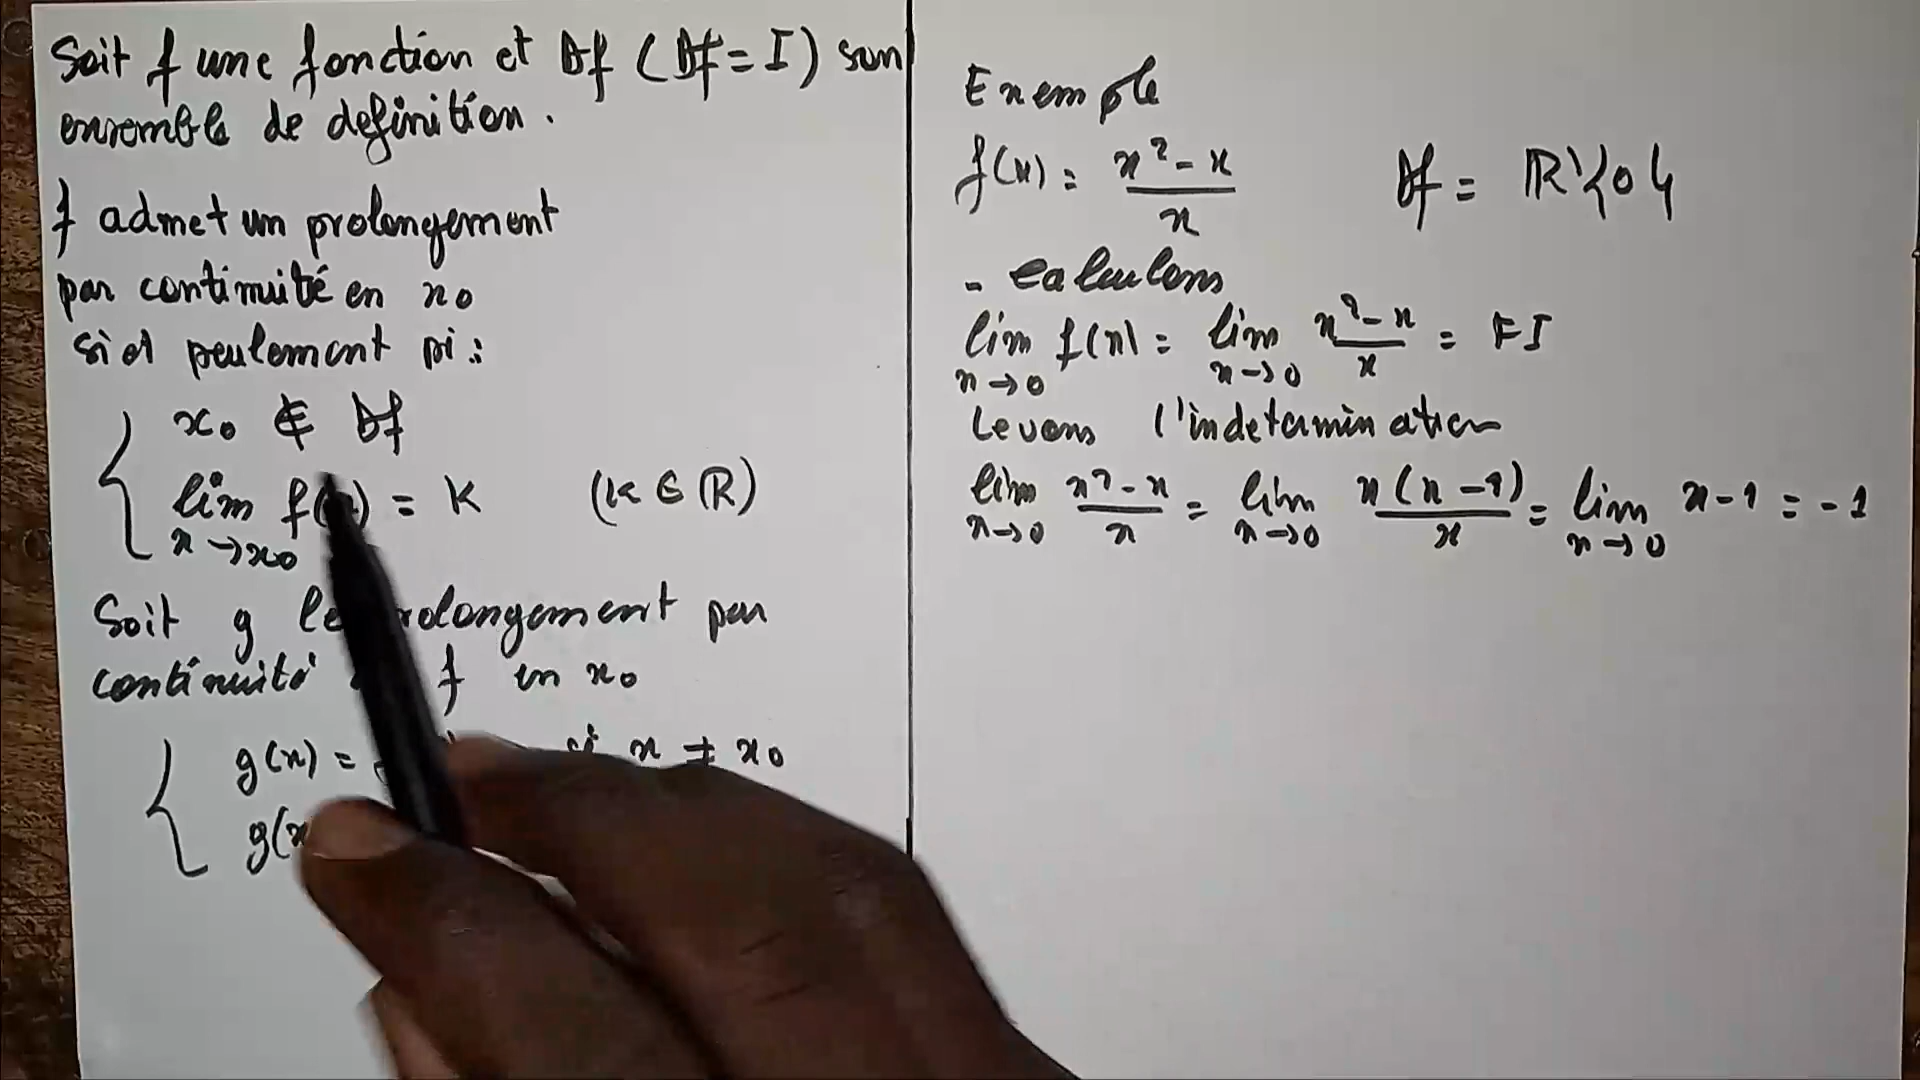 Soit f une fonction et Df (Df = I) son
ensemble de definition.
f admet un prolongement
par continuité en x0
si et seulement si :
x0 ∉ Df
lim f(x) = K (K ∈ ℝ)
x → x0
Soit g le prolongement par
continuité f en x0
g(x) = si x ≠ x0
g(x
Exemple
f(x) = x² - x / x Df = ℝ\{0}
- calculons
lim f(x) = lim x² - x / x = FI
x → 0 x → 0
Levons l'indetermination
lim x² - x / x = lim x(x - 1) / x = lim x - 1 = -1
x → 0 x → 0 x → 0